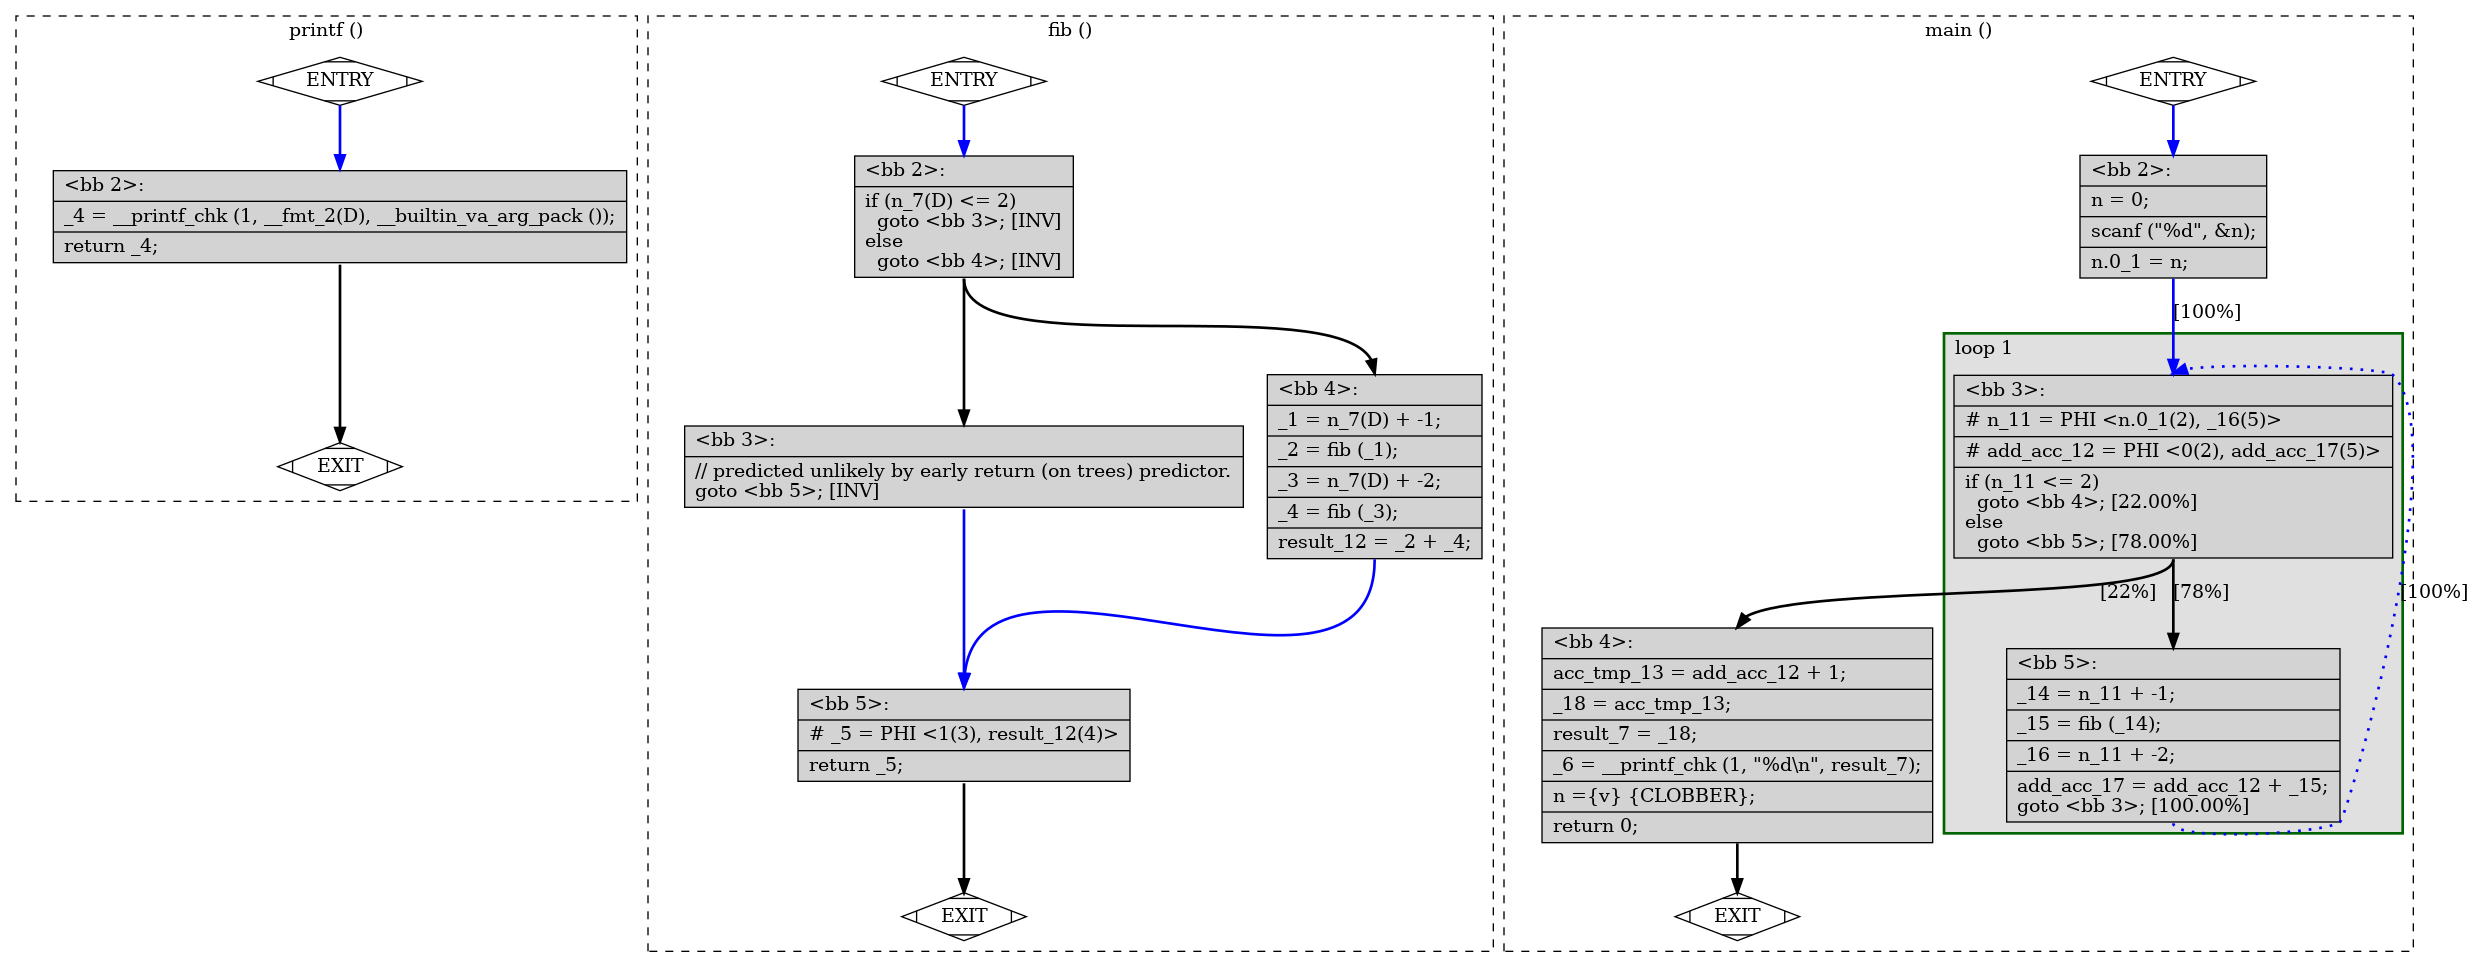 printf ()
ENTRY
<bb 2>:
_4 = __printf_chk (1, __fmt_2(D), __builtin_va_arg_pack ());
return _4;
EXIT
fib ()
ENTRY
<bb 2>:
if (n_7(D) <= 2)
goto <bb 3>; [INV]
else
goto <bb 4>; [INV]
<bb 3>:
// predicted unlikely by early return (on trees) predictor.
goto <bb 5>; [INV]
<bb 4>:
_1 = n_7(D) + -1;
_2 = fib (_1);
_3 = n_7(D) + -2;
_4 = fib (_3);
result_12 = _2 + _4;
<bb 5>:
# _5 = PHI <1(3), result_12(4)>
return _5;
EXIT
main ()
ENTRY
<bb 2>:
n = 0;
scanf ("%d", &n);
n.0_1 = n;
[100%]
loop 1
<bb 3>:
# n_11 = PHI <n.0_1(2), _16(5)>
# add_acc_12 = PHI <0(2), add_acc_17(5)>
if (n_11 <= 2)
goto <bb 4>; [22.00%]
else
goto <bb 5>; [78.00%]
[22%]
[78%]
[100%]
<bb 4>:
acc_tmp_13 = add_acc_12 + 1;
_18 = acc_tmp_13;
result_7 = _18;
_6 = __printf_chk (1, "%d\n", result_7);
n ={v} {CLOBBER};
return 0;
<bb 5>:
_14 = n_11 + -1;
_15 = fib (_14);
_16 = n_11 + -2;
add_acc_17 = add_acc_12 + _15;
goto <bb 3>; [100.00%]
EXIT